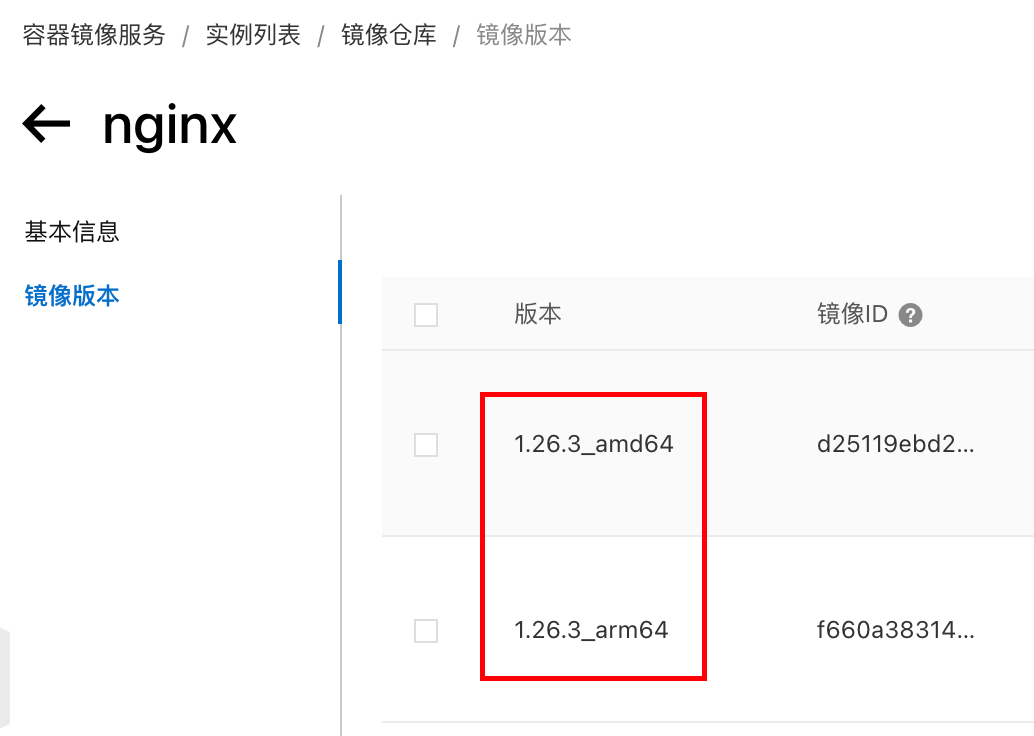 容器镜像服务 / 实例列表 / 镜像仓库 / 镜像版本
← nginx
基本信息
镜像版本
版本 镜像ID ?
1.26.3_amd64 d25119ebd2...
1.26.3_arm64 f660a38314...